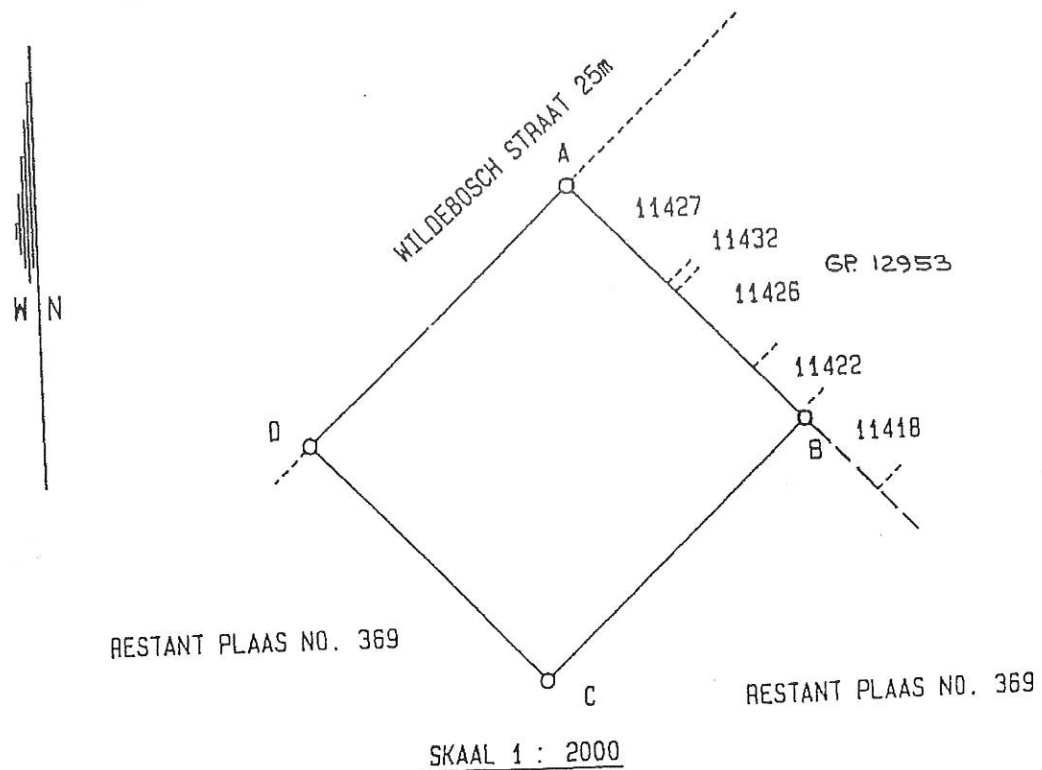 WILDEBOSCH STRAAT 25m
A
11427
11432
GP. 12953
11426
W N
11422
D
11418
B
RESTANT PLAAS NO. 369
C
RESTANT PLAAS NO. 369
SKAAL 1 : 2000